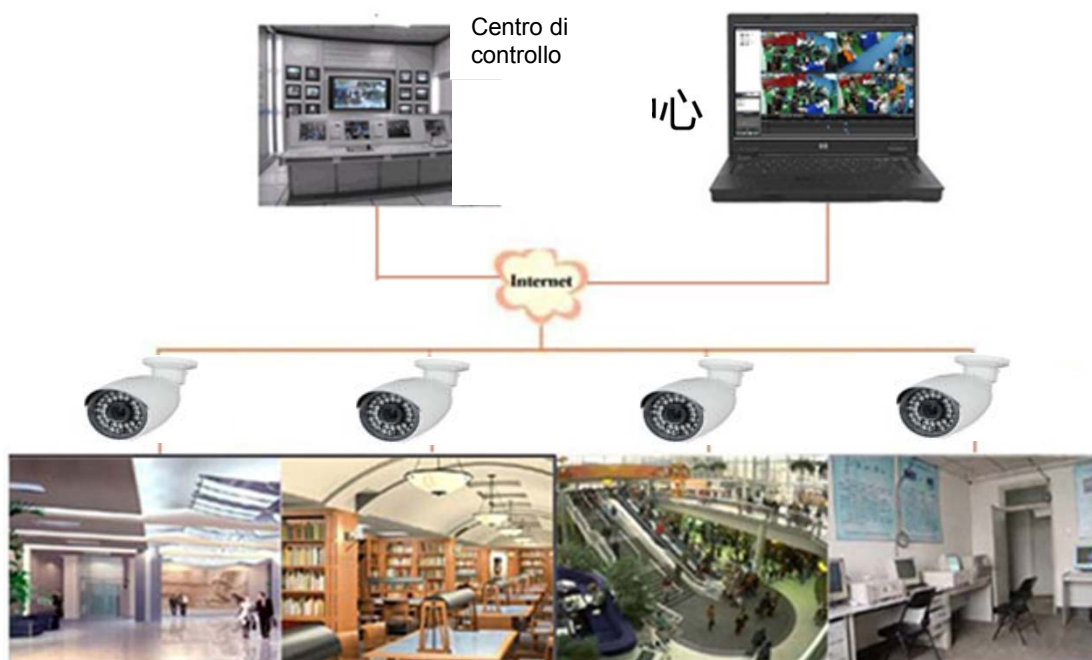 Centro di
controllo
心
Internet